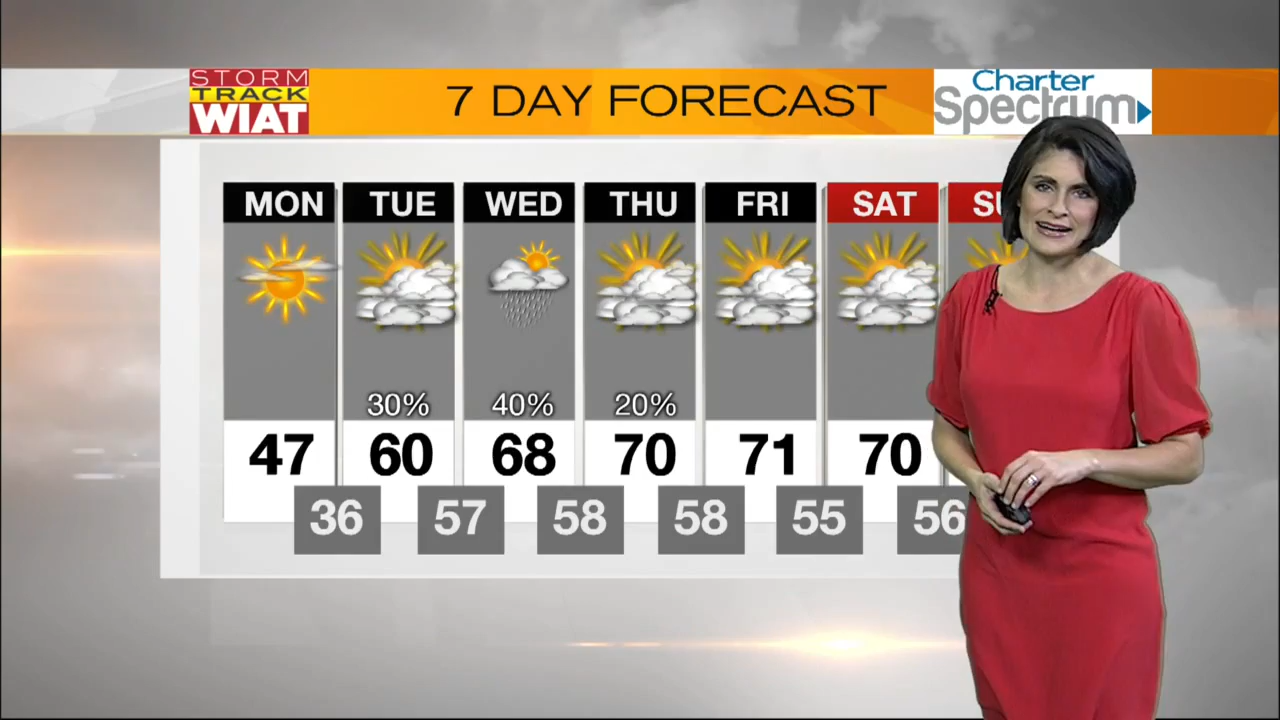 STORM
TRACK
WIAT
7 DAY FORECAST
Charter
Spectrum
MON TUE WED THU FRI SAT
30% 40% 20%
47 60 68 70 71 70
36 57 58 58 55 56